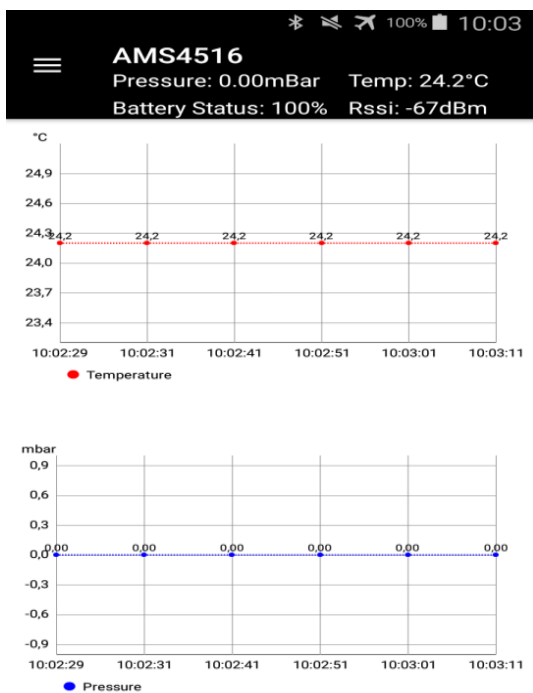 100% 10:03
AMS4516
Pressure: 0.00mBar Temp: 24.2°C
Battery Status: 100% Rssi: -67dBm
°C
24,9
24,6
24,3
24,2 24,2 24,2 24,2 24,2 24,2
24,0
23,7
23,4
10:02:29 10:02:31 10:02:41 10:02:51 10:03:01 10:03:11
Temperature
mbar
0,9
0,6
0,3
0,00 0,00 0,00 0,00 0,00 0,00
0,0
-0,3
-0,6
-0,9
10:02:29 10:02:31 10:02:41 10:02:51 10:03:01 10:03:11
Pressure